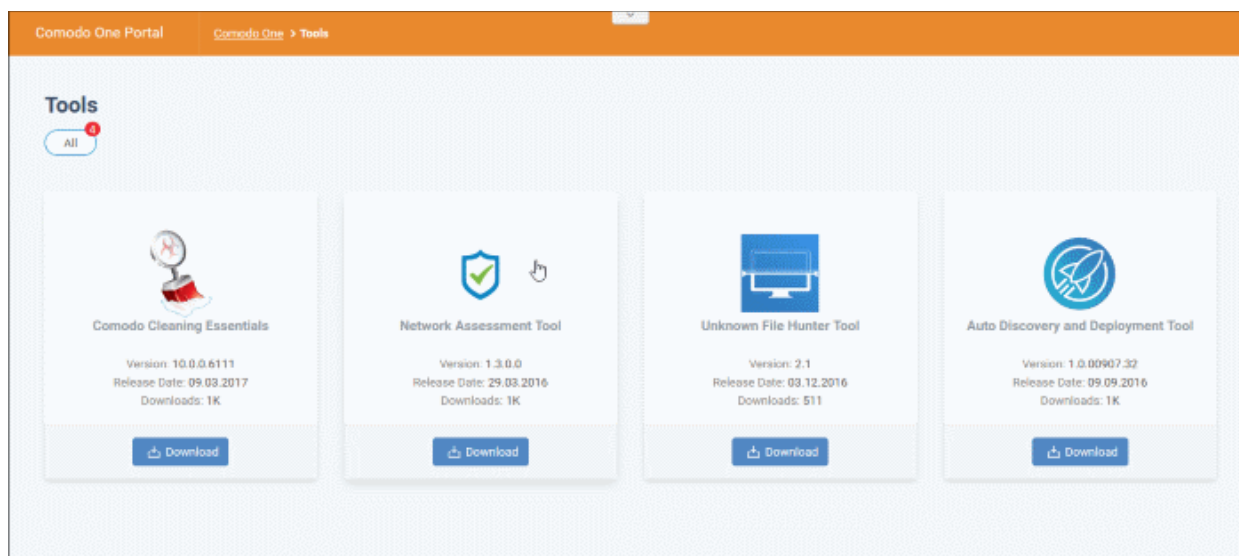 Comodo One Portal
Comodo One > Tools
Tools
All
4
Comodo Cleaning Essentials
Version: 10.0.0.6111
Release Date: 09.03.2017
Downloads: 1K
Download
Network Assessment Tool
Version: 1.3.0.0
Release Date: 29.03.2016
Downloads: 1K
Download
Unknown File Hunter Tool
Version: 2.1
Release Date: 03.12.2016
Downloads: 511
Download
Auto Discovery and Deployment Tool
Version: 1.0.00907.32
Release Date: 09.09.2016
Downloads: 1K
Download